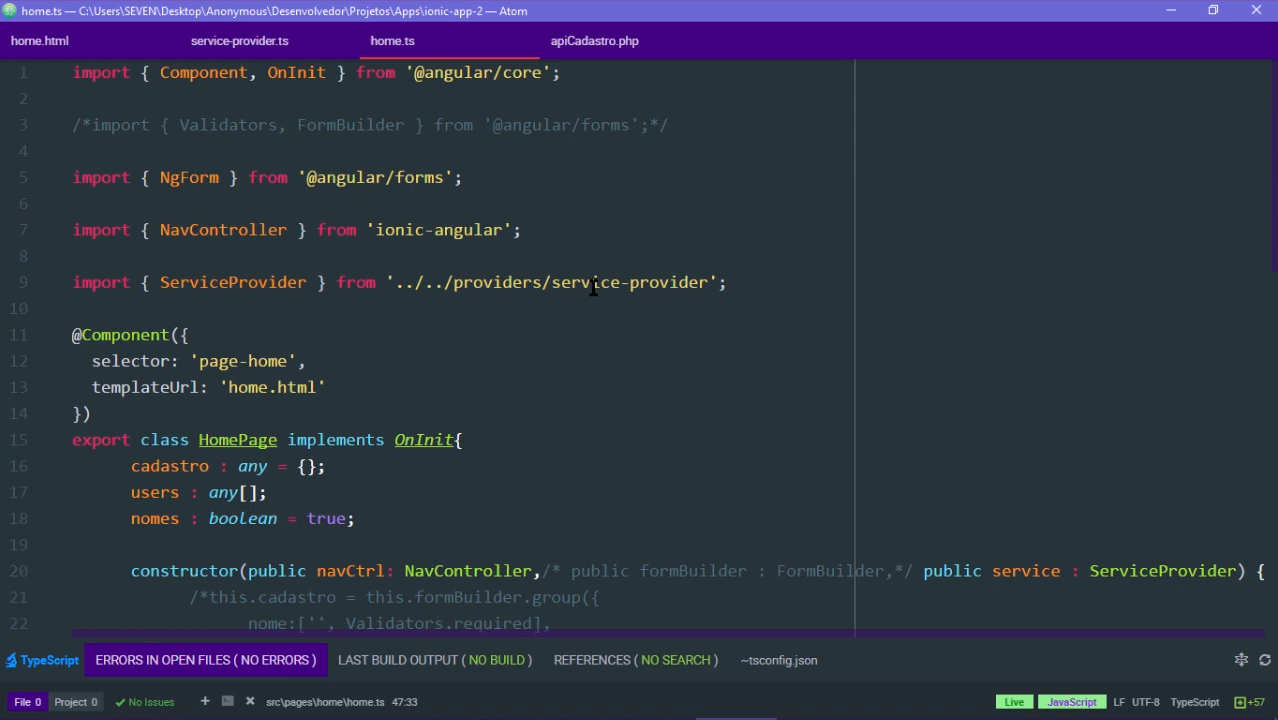 home.ts — C:\Users\SEVEN\Desktop\Anonymous\Desenvolvedor\Projetos\Apps\ionic-app-2 — Atom
home.html service-provider.ts home.ts apiCadastro.php
1 import { Component, OnInit } from '@angular/core';
2
3 /*import { Validators, FormBuilder } from '@angular/forms';*/
4
5 import { NgForm } from '@angular/forms';
6
7 import { NavController } from 'ionic-angular';
8
9 import { ServiceProvider } from '../../providers/service-provider';
10
11 @Component({
12 selector: 'page-home',
13 templateUrl: 'home.html'
14 })
15 export class HomePage implements OnInit{
16 cadastro : any = {};
17 users : any[];
18 nomes : boolean = true;
19
20 constructor(public navCtrl: NavController,/* public formBuilder : FormBuilder,*/ public service : ServiceProvider) {
21 /*this.cadastro = this.formBuilder.group({
22 nome:['', Validators.required],
TypeScript ERRORS IN OPEN FILES ( NO ERRORS ) LAST BUILD OUTPUT ( NO BUILD ) REFERENCES ( NO SEARCH ) ~tsconfig.json
File 0 Project 0 No Issues src\pages\home\home.ts 47:33 Live JavaScript LF UTF-8 TypeScript +57